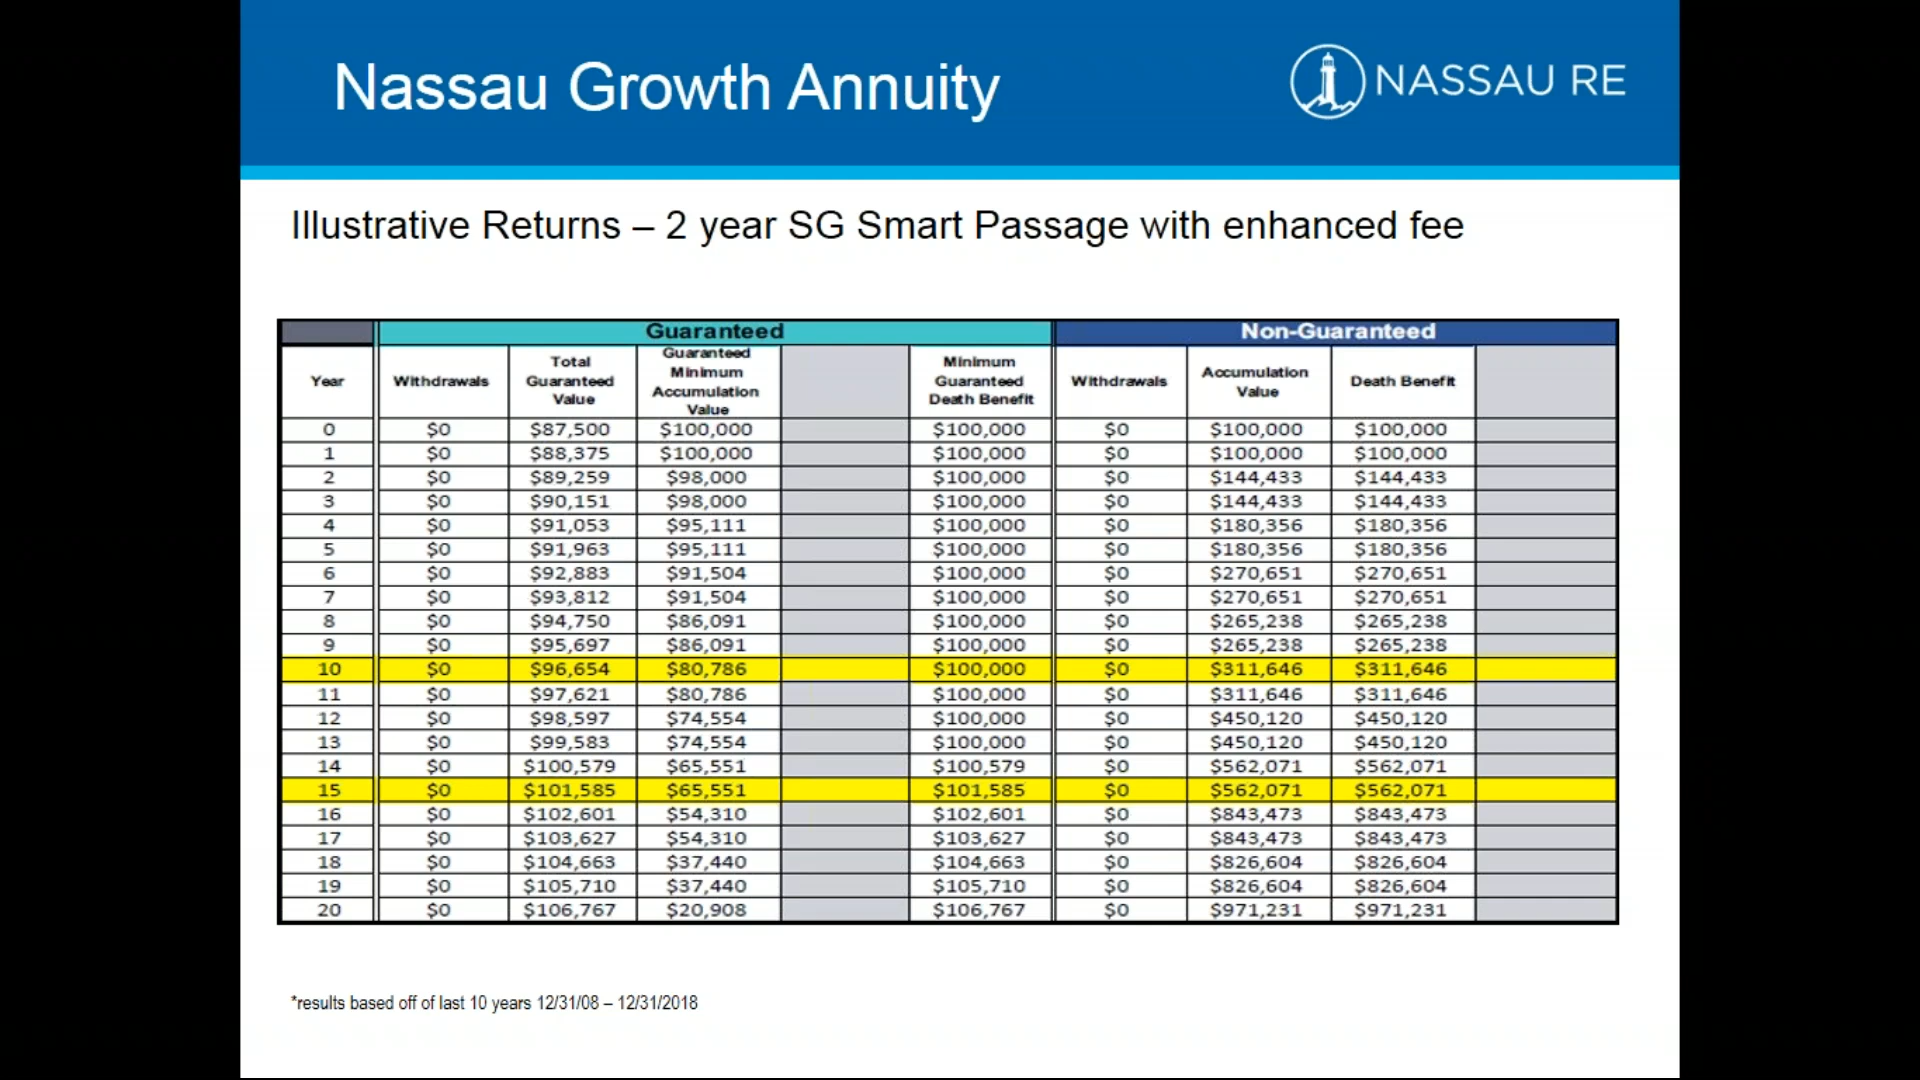 Nassau Growth Annuity
NASSAU RE
Illustrative Returns – 2 year SG Smart Passage with enhanced fee
Guaranteed Non-Guaranteed
Year Withdrawals Total Guaranteed Value Guaranteed Minimum Accumulation Value Minimum Guaranteed Death Benefit Withdrawals Accumulation Value Death Benefit
0 $0 $87,500 $100,000 $100,000 $0 $100,000 $100,000
1 $0 $88,375 $100,000 $100,000 $0 $100,000 $100,000
2 $0 $89,259 $98,000 $100,000 $0 $144,433 $144,433
3 $0 $90,151 $98,000 $100,000 $0 $144,433 $144,433
4 $0 $91,053 $95,111 $100,000 $0 $180,356 $180,356
5 $0 $91,963 $95,111 $100,000 $0 $180,356 $180,356
6 $0 $92,883 $91,504 $100,000 $0 $270,651 $270,651
7 $0 $93,812 $91,504 $100,000 $0 $270,651 $270,651
8 $0 $94,750 $86,091 $100,000 $0 $265,238 $265,238
9 $0 $95,697 $86,091 $100,000 $0 $265,238 $265,238
10 $0 $96,654 $80,786 $100,000 $0 $311,646 $311,646
11 $0 $97,621 $80,786 $100,000 $0 $311,646 $311,646
12 $0 $98,597 $74,554 $100,000 $0 $450,120 $450,120
13 $0 $99,583 $74,554 $100,000 $0 $450,120 $450,120
14 $0 $100,579 $65,551 $100,579 $0 $562,071 $562,071
15 $0 $101,585 $65,551 $101,585 $0 $562,071 $562,071
16 $0 $102,601 $54,310 $102,601 $0 $843,473 $843,473
17 $0 $103,627 $54,310 $103,627 $0 $843,473 $843,473
18 $0 $104,663 $37,440 $104,663 $0 $826,604 $826,604
19 $0 $105,710 $37,440 $105,710 $0 $826,604 $826,604
20 $0 $106,767 $20,908 $106,767 $0 $971,231 $971,231
*results based off of last 10 years 12/31/08 – 12/31/2018